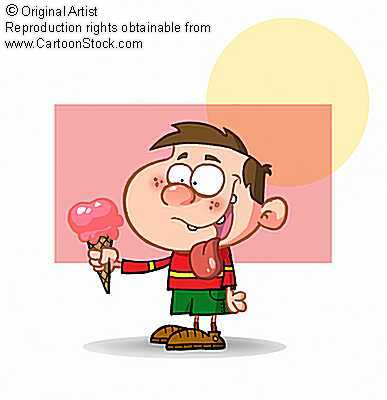 © Original Artist
Reproduction rights obtainable from
www.CartoonStock.com